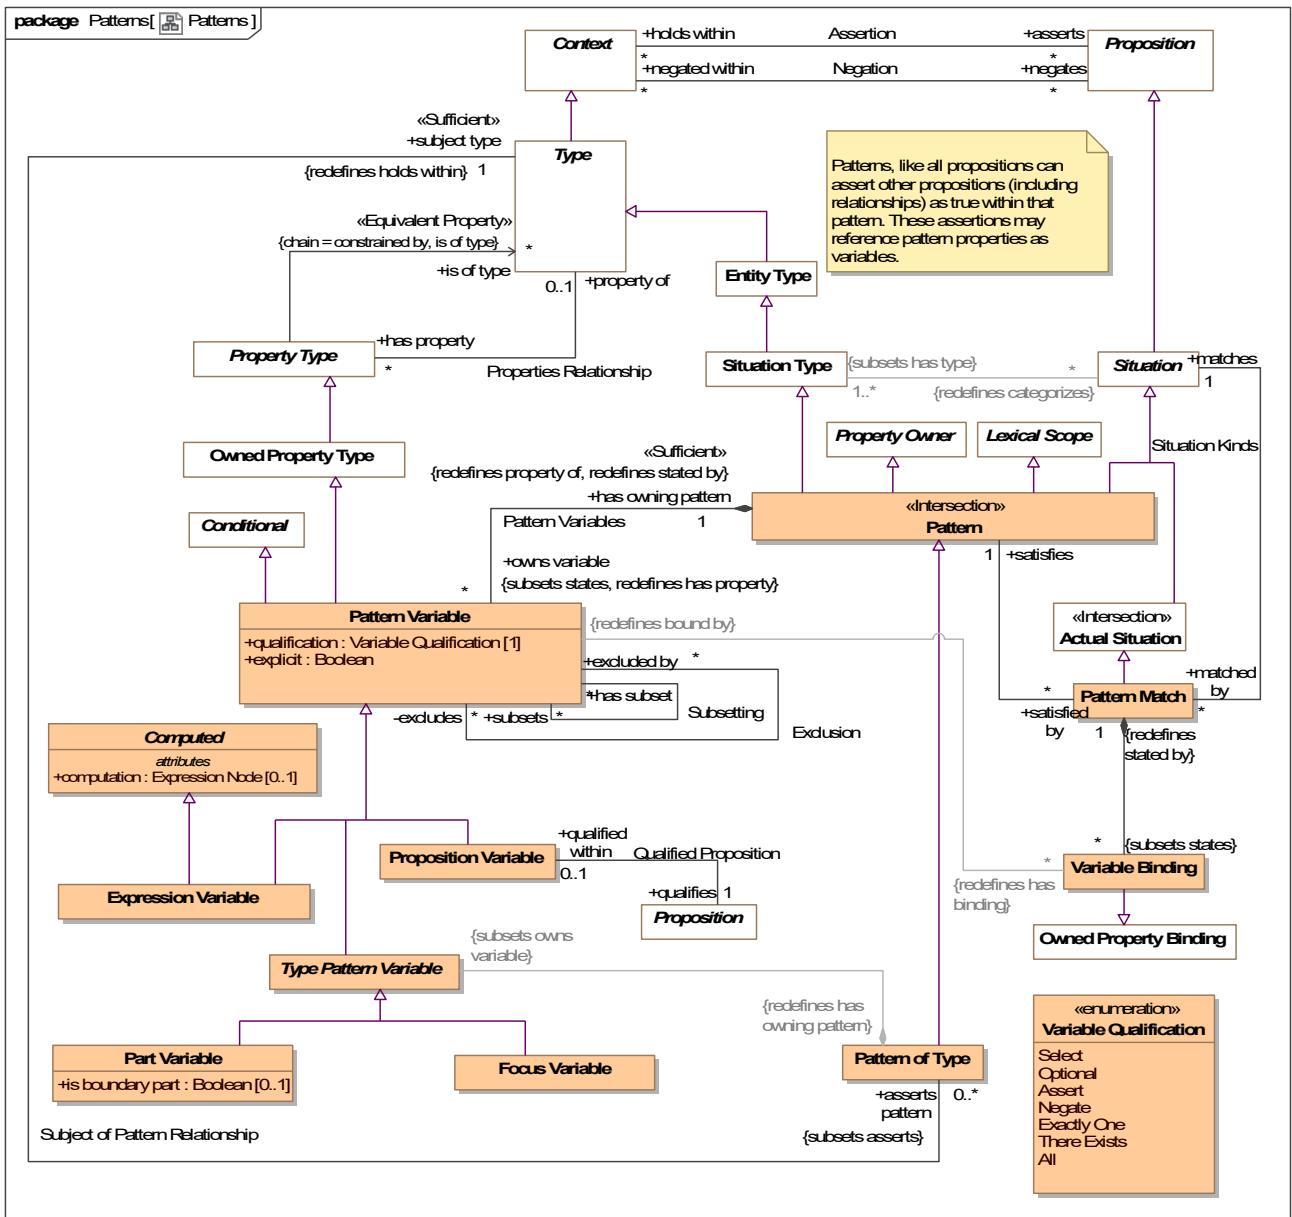 package Patterns[ Patterns ]
Context
+holds within
Assertion
+asserts
*
*
+negated within
Negation
+negates
*
*
Proposition
«Sufficient»
+subject type
{redefines holds within}
1
Type
«Equivalent Property»
{chain = constrained by, is of type}
*
+is of type
0..1
+property of
Patterns, like all propositions can
assert other propositions (including
relationships) as true within that
pattern. These assertions may
reference pattern properties as
variables.
Entity Type
Property Type
+has property
*
Properties Relationship
Situation Type
{subsets has type}
1..*
*
{redefines categorizes}
Situation
+matches
1
Owned Property Type
Property Owner
Lexical Scope
Situation Kinds
«Sufficient»
{redefines property of, redefines stated by}
+has owning pattern
Pattern Variables
1
«Intersection»
Pattern
Conditional
+owns variable
{subsets states, redefines has property}
*
1
+satisfies
Pattern Variable
+qualification : Variable Qualification [1]
+explicit : Boolean
{redefines bound by}
+excluded by
*
*
+has subset
-excludes
*
+subsets
*
Subsetting
Exclusion
«Intersection»
Actual Situation
Pattern Match
*
+satisfied
by
+matched
by
*
1
{redefines
stated by}
Computed
attributes
+computation : Expression Node [0..1]
Proposition Variable
+qualified
within
0..1
Qualified Proposition
+qualifies
1
Proposition
Expression Variable
*
{subsets states}
*
Variable Binding
{redefines has
binding}
Owned Property Binding
Type Pattern Variable
{subsets owns
variable}
{redefines has
owning pattern}
Part Variable
+is boundary part : Boolean [0..1]
Focus Variable
Pattern of Type
+asserts
pattern
0..*
{subsets asserts}
Subject of Pattern Relationship
«enumeration»
Variable Qualification
Select
Optional
Assert
Negate
Exactly One
There Exists
All